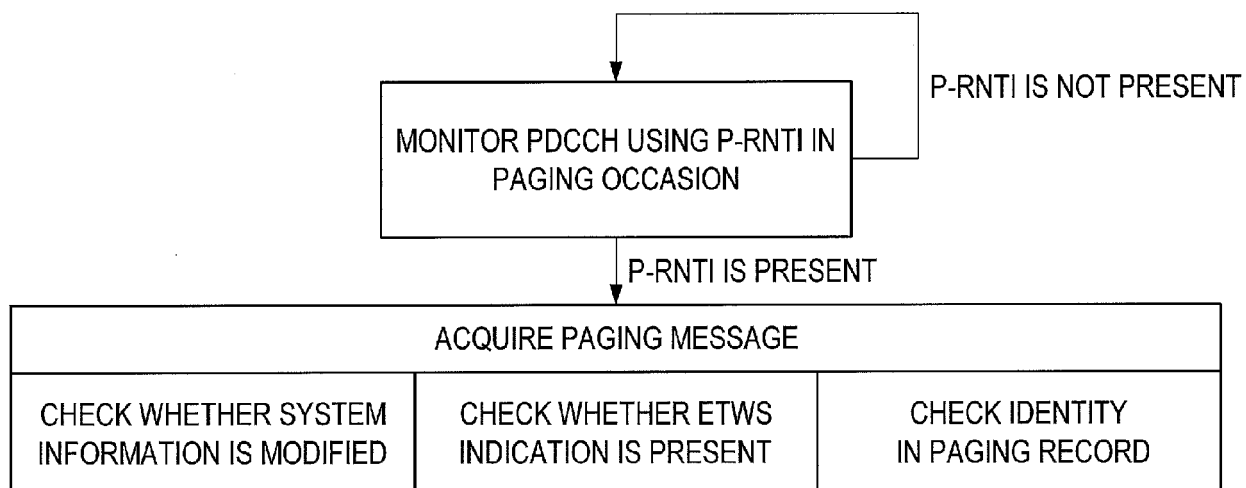 P-RNTI IS NOT PRESENT
MONITOR PDCCH USING P-RNTI IN
PAGING OCCASION
P-RNTI IS PRESENT
ACQUIRE PAGING MESSAGE
CHECK WHETHER SYSTEM
INFORMATION IS MODIFIED
CHECK WHETHER ETWS
INDICATION IS PRESENT
CHECK IDENTITY
IN PAGING RECORD